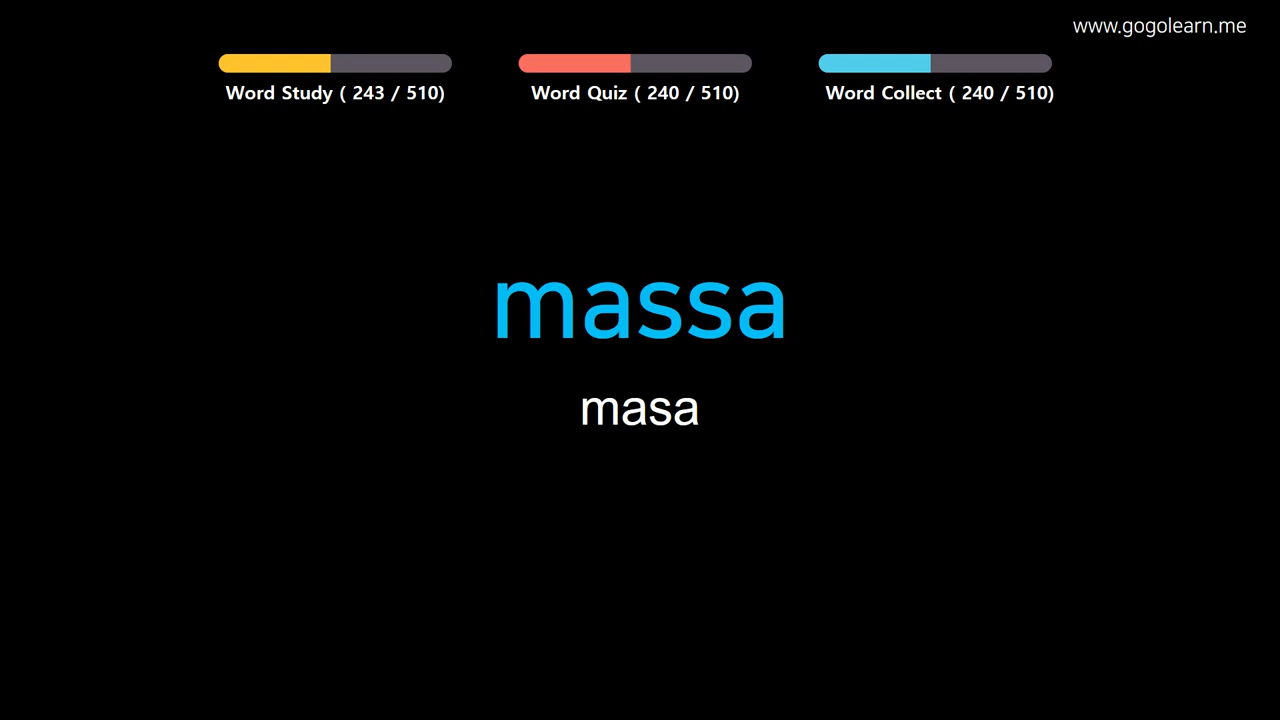 www.gogolearn.me
Word Study ( 243 / 510)
Word Quiz ( 240 / 510)
Word Collect ( 240 / 510)
massa
masa